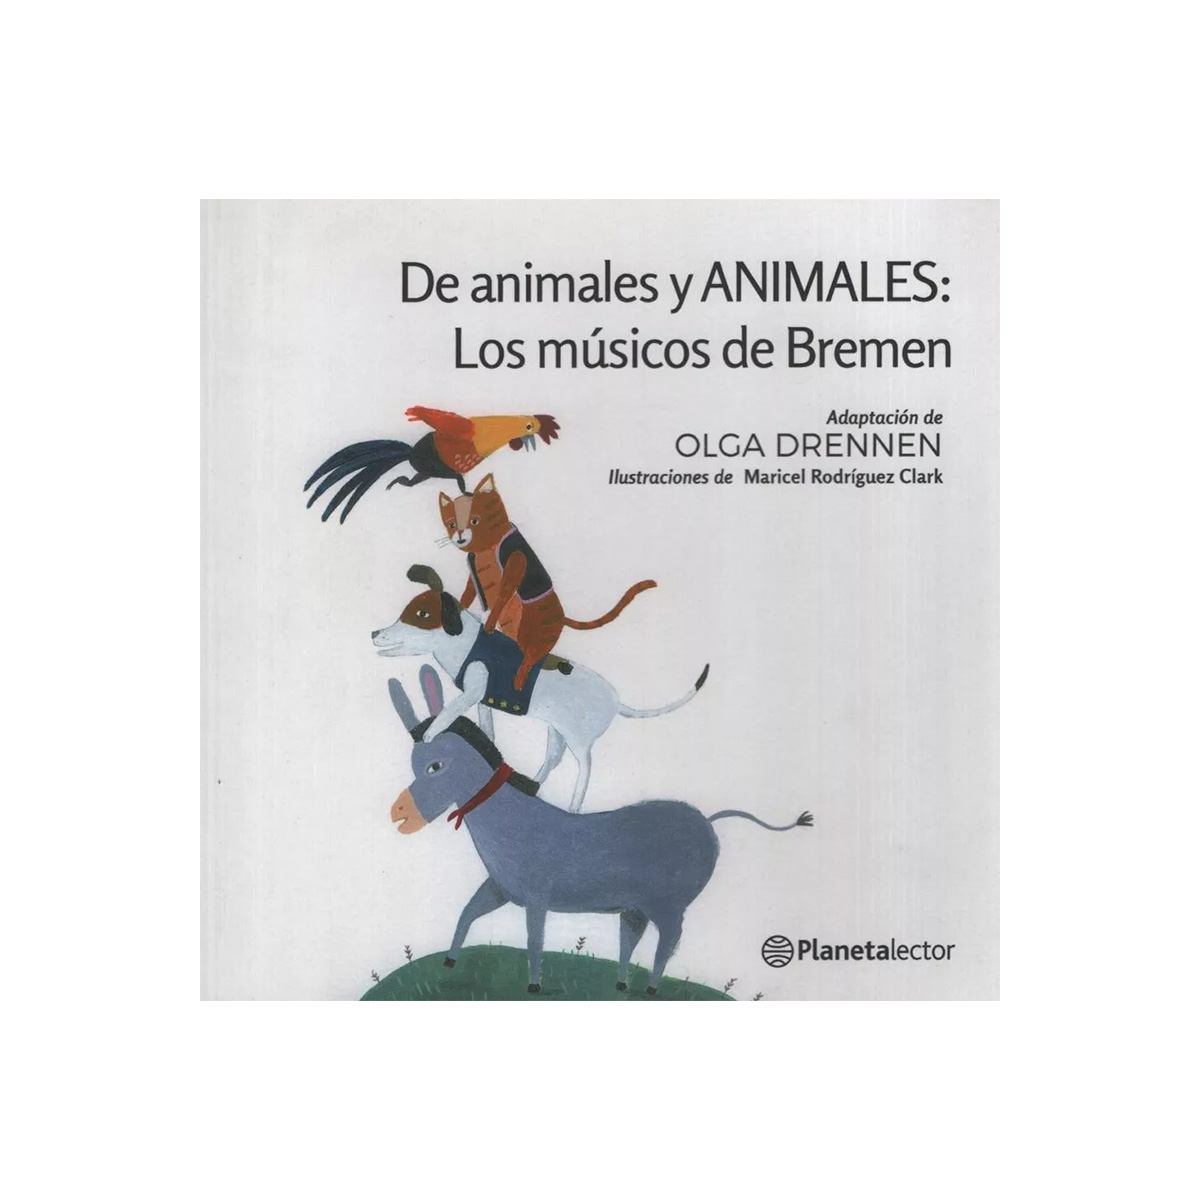 De animales y ANIMALES:
Los músicos de Bremen
Adaptación de
OLGA DRENNEN
Ilustraciones de Maricel Rodríguez Clark
Planetalector